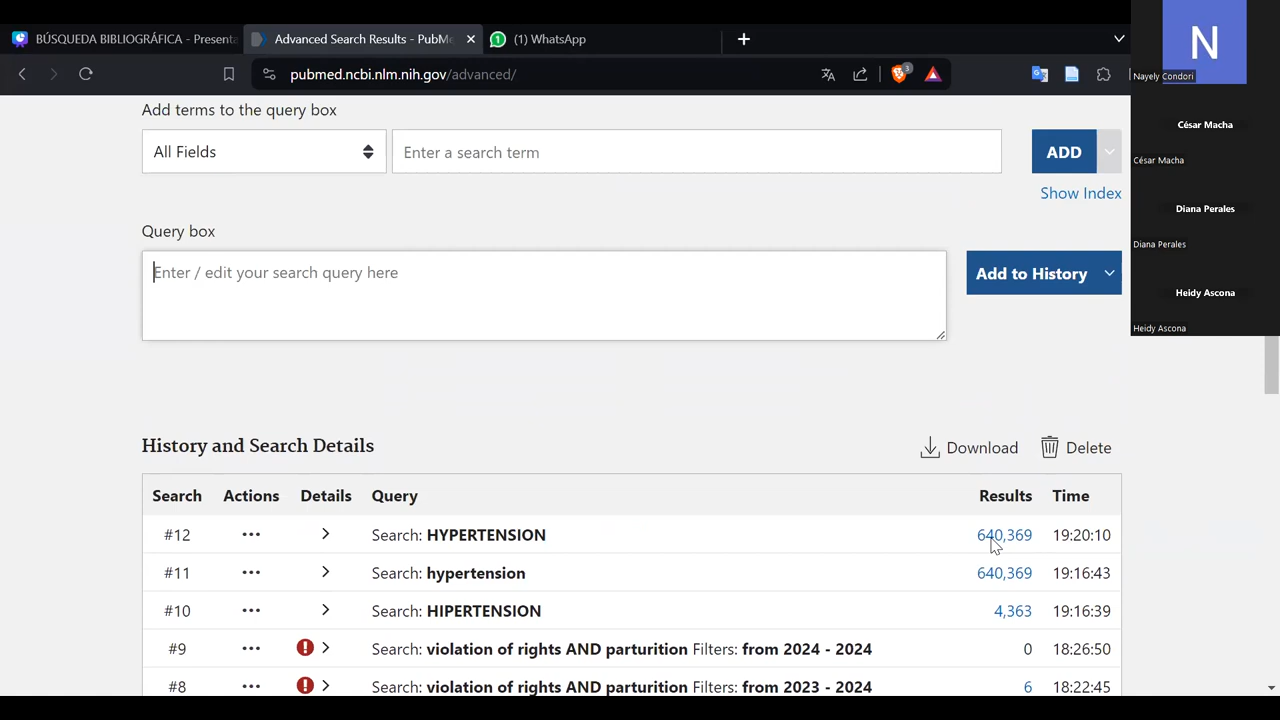 BÚSQUEDA BIBLIOGRÁFICA - Presenta
Advanced Search Results - PubMe
(1) WhatsApp
pubmed.ncbi.nlm.nih.gov/advanced/
3
N
Nayely Condori
César Macha
César Macha
Diana Perales
Diana Perales
Heidy Ascona
Heidy Ascona
Add terms to the query box
All Fields
Enter a search term
ADD
Show Index
Query box
Enter / edit your search query here
Add to History
History and Search Details
Download
Delete
Search Actions Details Query Results Time
#12 ... Search: HYPERTENSION 640,369 19:20:10
#11 ... Search: hypertension 640,369 19:16:43
#10 ... Search: HIPERTENSION 4,363 19:16:39
#9 ... Search: violation of rights AND parturition Filters: from 2024 - 2024 0 18:26:50
#8 ... Search: violation of rights AND parturition Filters: from 2023 - 2024 6 18:22:45